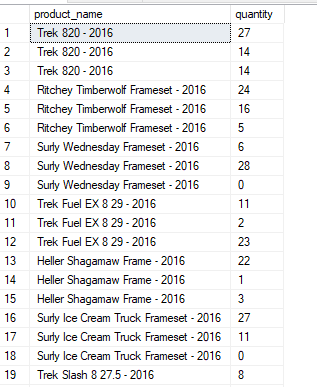 product_name quantity
1 Trek 820 - 2016 27
2 Trek 820 - 2016 14
3 Trek 820 - 2016 14
4 Ritchey Timberwolf Frameset - 2016 24
5 Ritchey Timberwolf Frameset - 2016 16
6 Ritchey Timberwolf Frameset - 2016 5
7 Surly Wednesday Frameset - 2016 6
8 Surly Wednesday Frameset - 2016 28
9 Surly Wednesday Frameset - 2016 0
10 Trek Fuel EX 8 29 - 2016 11
11 Trek Fuel EX 8 29 - 2016 2
12 Trek Fuel EX 8 29 - 2016 23
13 Heller Shagamaw Frame - 2016 22
14 Heller Shagamaw Frame - 2016 1
15 Heller Shagamaw Frame - 2016 3
16 Surly Ice Cream Truck Frameset - 2016 27
17 Surly Ice Cream Truck Frameset - 2016 11
18 Surly Ice Cream Truck Frameset - 2016 0
19 Trek Slash 8 27.5 - 2016 8